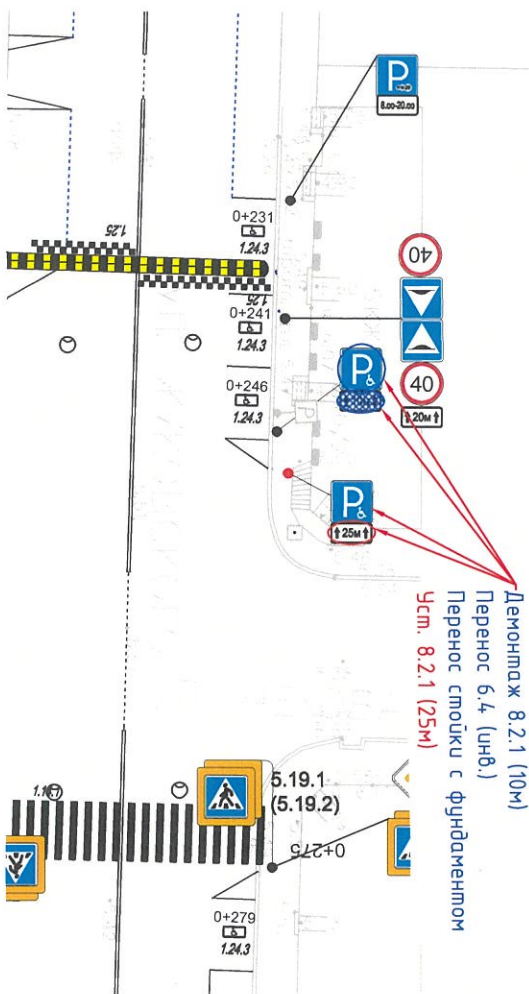 P
8.00-20.00
0+231
1.24.3
1.25
40
1.25
0+241
1.24.3
P
40
20м
0+246
1.24.3
P
25м
Демонтаж 8.2.1 (10м)
Перенос 6.4 (инв.)
Перенос стойки с фундаментом
Уст. 8.2.1 (25м)
5.19.1
(5.19.2)
0+275
0+279
1.24.3